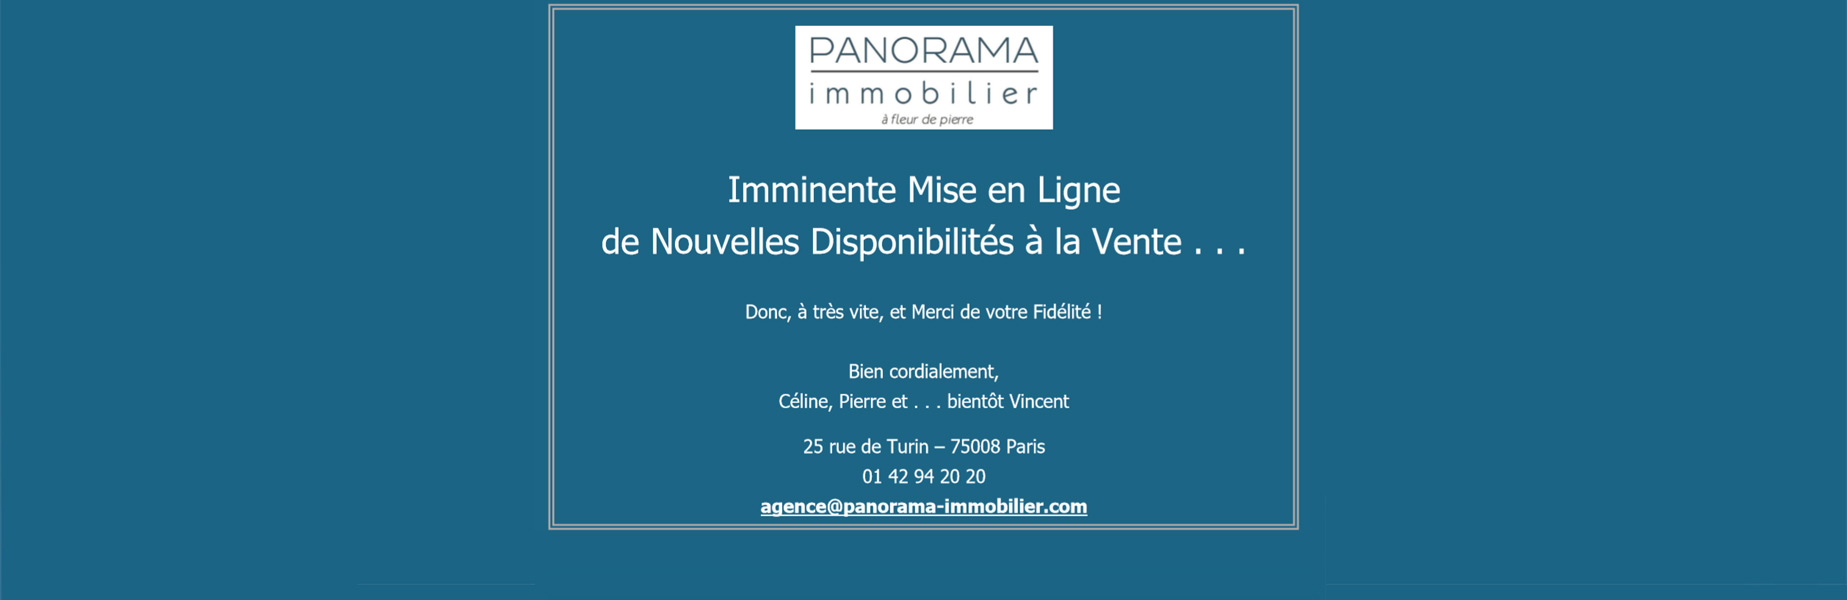 PANORAMA
immobilier
à fleur de pierre
Imminente Mise en Ligne
de Nouvelles Disponibilités à la Vente . . .
Donc, à très vite, et Merci de votre Fidélité !
Bien cordialement,
Céline, Pierre et . . . bientôt Vincent
25 rue de Turin – 75008 Paris
01 42 94 20 20
agence@panorama-immobilier.com